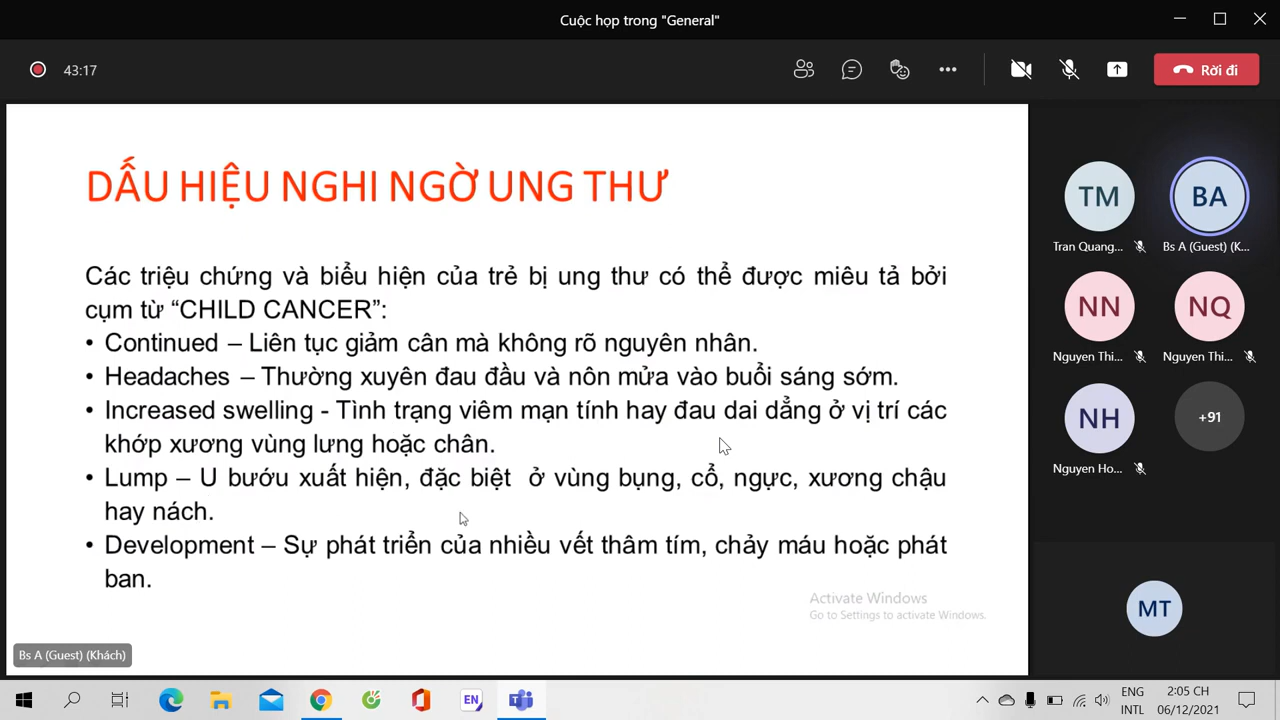 Cuộc họp trong "General"
43:17
Rời đi
DẤU HIỆU NGHI NGỜ UNG THƯ
Các triệu chứng và biểu hiện của trẻ bị ung thư có thể được miêu tả bởi
cụm từ “CHILD CANCER”:
• Continued – Liên tục giảm cân mà không rõ nguyên nhân.
• Headaches – Thường xuyên đau đầu và nôn mửa vào buổi sáng sớm.
• Increased swelling - Tình trạng viêm mạn tính hay đau dai dẳng ở vị trí các
khớp xương vùng lưng hoặc chân.
• Lump – U bướu xuất hiện, đặc biệt ở vùng bụng, cổ, ngực, xương chậu
hay nách.
• Development – Sự phát triển của nhiều vết thâm tím, chảy máu hoặc phát
ban.
Activate Windows
Go to Settings to activate Windows.
Bs A (Guest) (Khách)
TM
Tran Quang...
BA
Bs A (Guest) (K...
NN
Nguyen Thi...
NQ
Nguyen Thi...
NH
Nguyen Ho...
+91
MT
EN
ENG
INTL
2:05 CH
06/12/2021